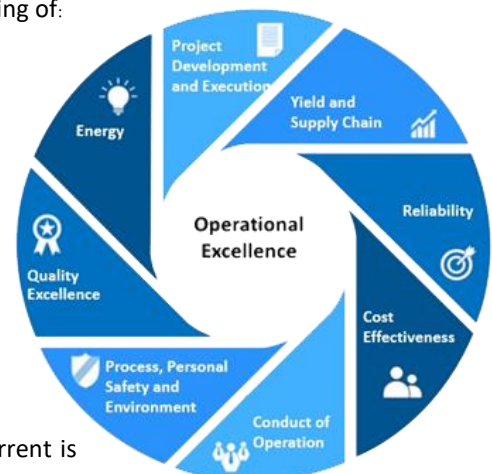 ing of:
Project
Development
and Execution
Yield and
Supply Chain
Energy
Reliability
Operational
Excellence
Quality
Excellence
Cost
Effectiveness
Process, Personal
Safety and
Environment
Conduct of
Operation
rrent is